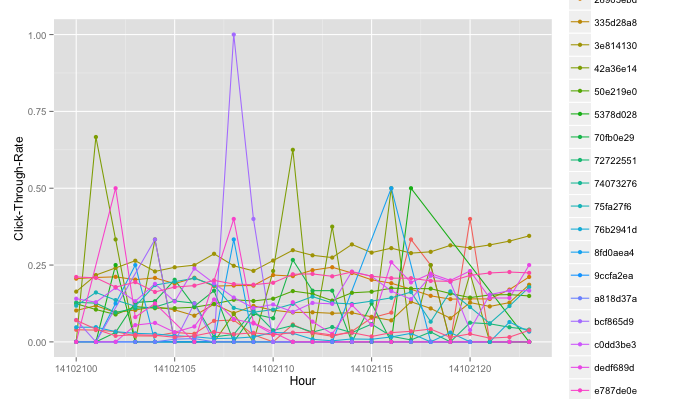 1.00
0.75
0.50
0.25
0.00
Click-Through-Rate
14102100
14102105
14102110
14102115
14102120
Hour
335d28a8
3e814130
42a36e14
50e219e0
5378d028
70fb0e29
72722551
74073276
75fa27f6
76b2941d
8fd0aea4
9ccfa2ea
a818d37a
bcf865d9
c0dd3be3
dedf689d
e787de0e